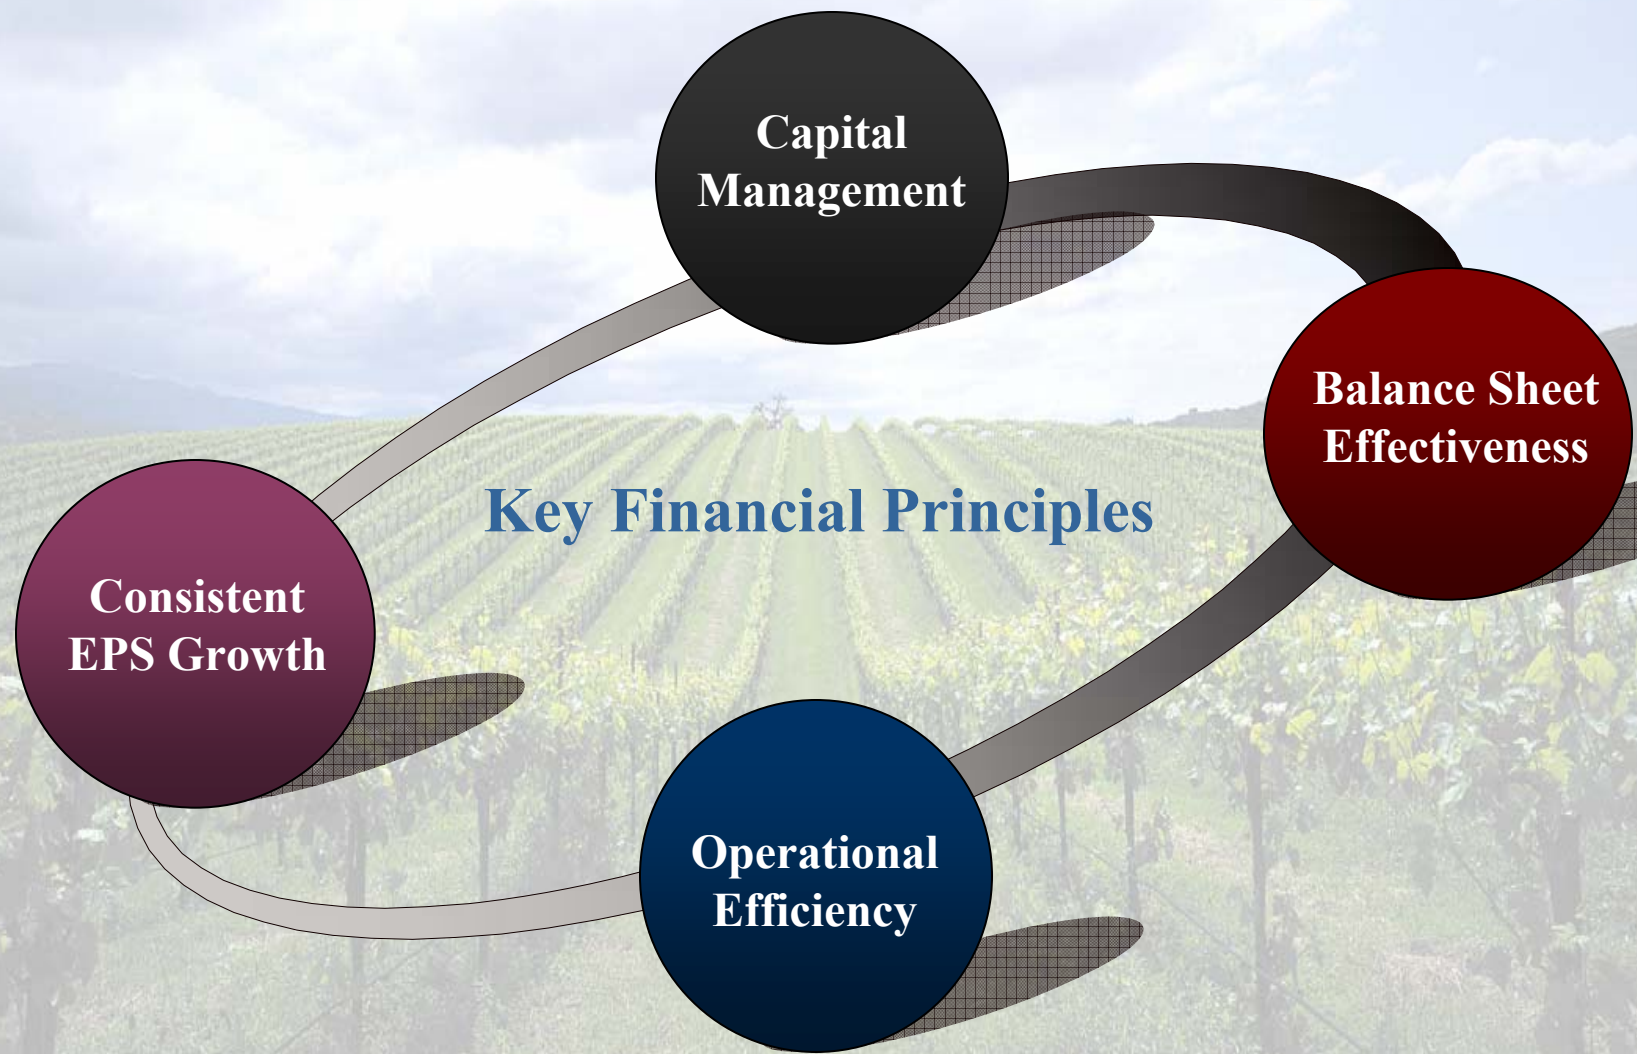 Capital
Management
Balance Sheet
Effectiveness
Key Financial Principles
Consistent
EPS Growth
Operational
Efficiency